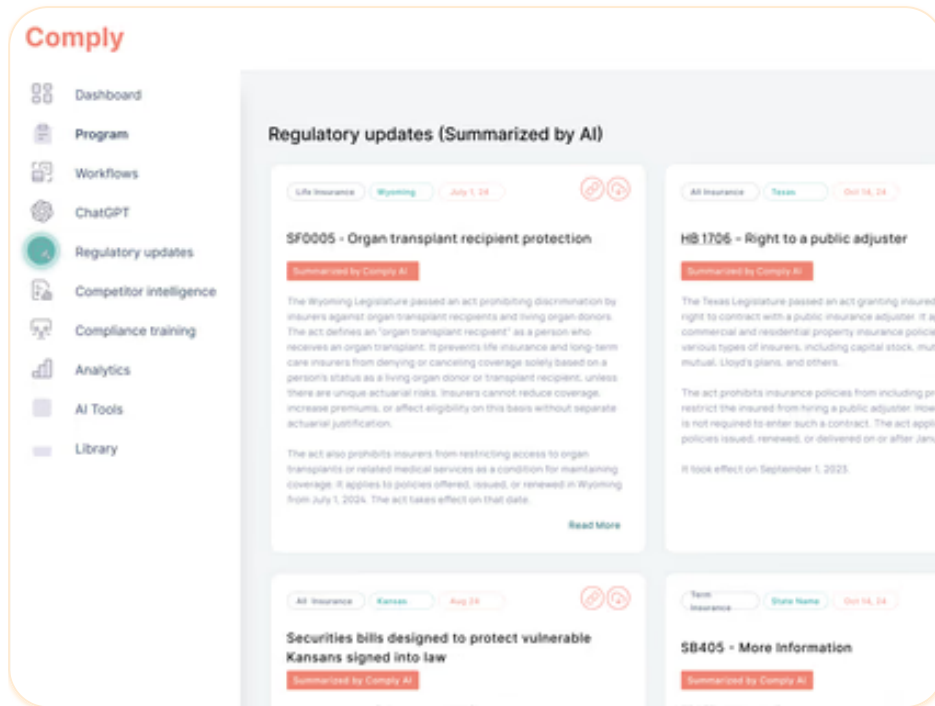 Comply
Dashboard
Program
Workflows
ChatGPT
Regulatory updates
Competitor intelligence
Compliance training
Analytics
AI Tools
Library
Regulatory updates (Summarized by AI)
Life Insurance
Wyoming
July 1, 24
SF0005 - Organ transplant recipient protection
Summarized by Comply AI
The Wyoming Legislature passed an act prohibiting discrimination by
insurers against organ transplant recipients and living organ donors.
The act defines an "organ transplant recipient" as a person who
receives an organ transplant. It prevents life insurance and long-term
care insurers from denying or canceling coverage solely based on a
person's status as a living organ donor or transplant recipient, unless
there are unique actuarial risks. Insurers cannot reduce coverage,
increase premiums, or affect eligibility on this basis without separate
actuarial justification.
The act also prohibits insurers from restricting access to organ
transplants or related medical services as a condition for maintaining
coverage. It applies to policies offered, issued, or renewed in Wyoming
from July 1, 2024. The act takes effect on that date.
Read More
All Insurance
Texas
Oct 14, 24
HB 1706 - Right to a public adjuster
Summarized by Comply AI
The Texas Legislature passed an act granting insured
right to contract with a public insurance adjuster. It a
commercial and residential property insurance policie
various types of insurers, including capital stock, mut
mutual, Lloyd's plans, and others.
The act prohibits insurance policies from including pr
restrict the insured from hiring a public adjuster. How
is not required to enter such a contract. The act appli
policies issued, renewed, or delivered on or after Janu
It took effect on September 1, 2023.
All Insurance
Kansas
Aug 24
Securities bills designed to protect vulnerable
Kansans signed into law
Summarized by Comply AI
Term
Insurance
State Name
Oct 14, 24
SB405 - More Information
Summarized by Comply AI